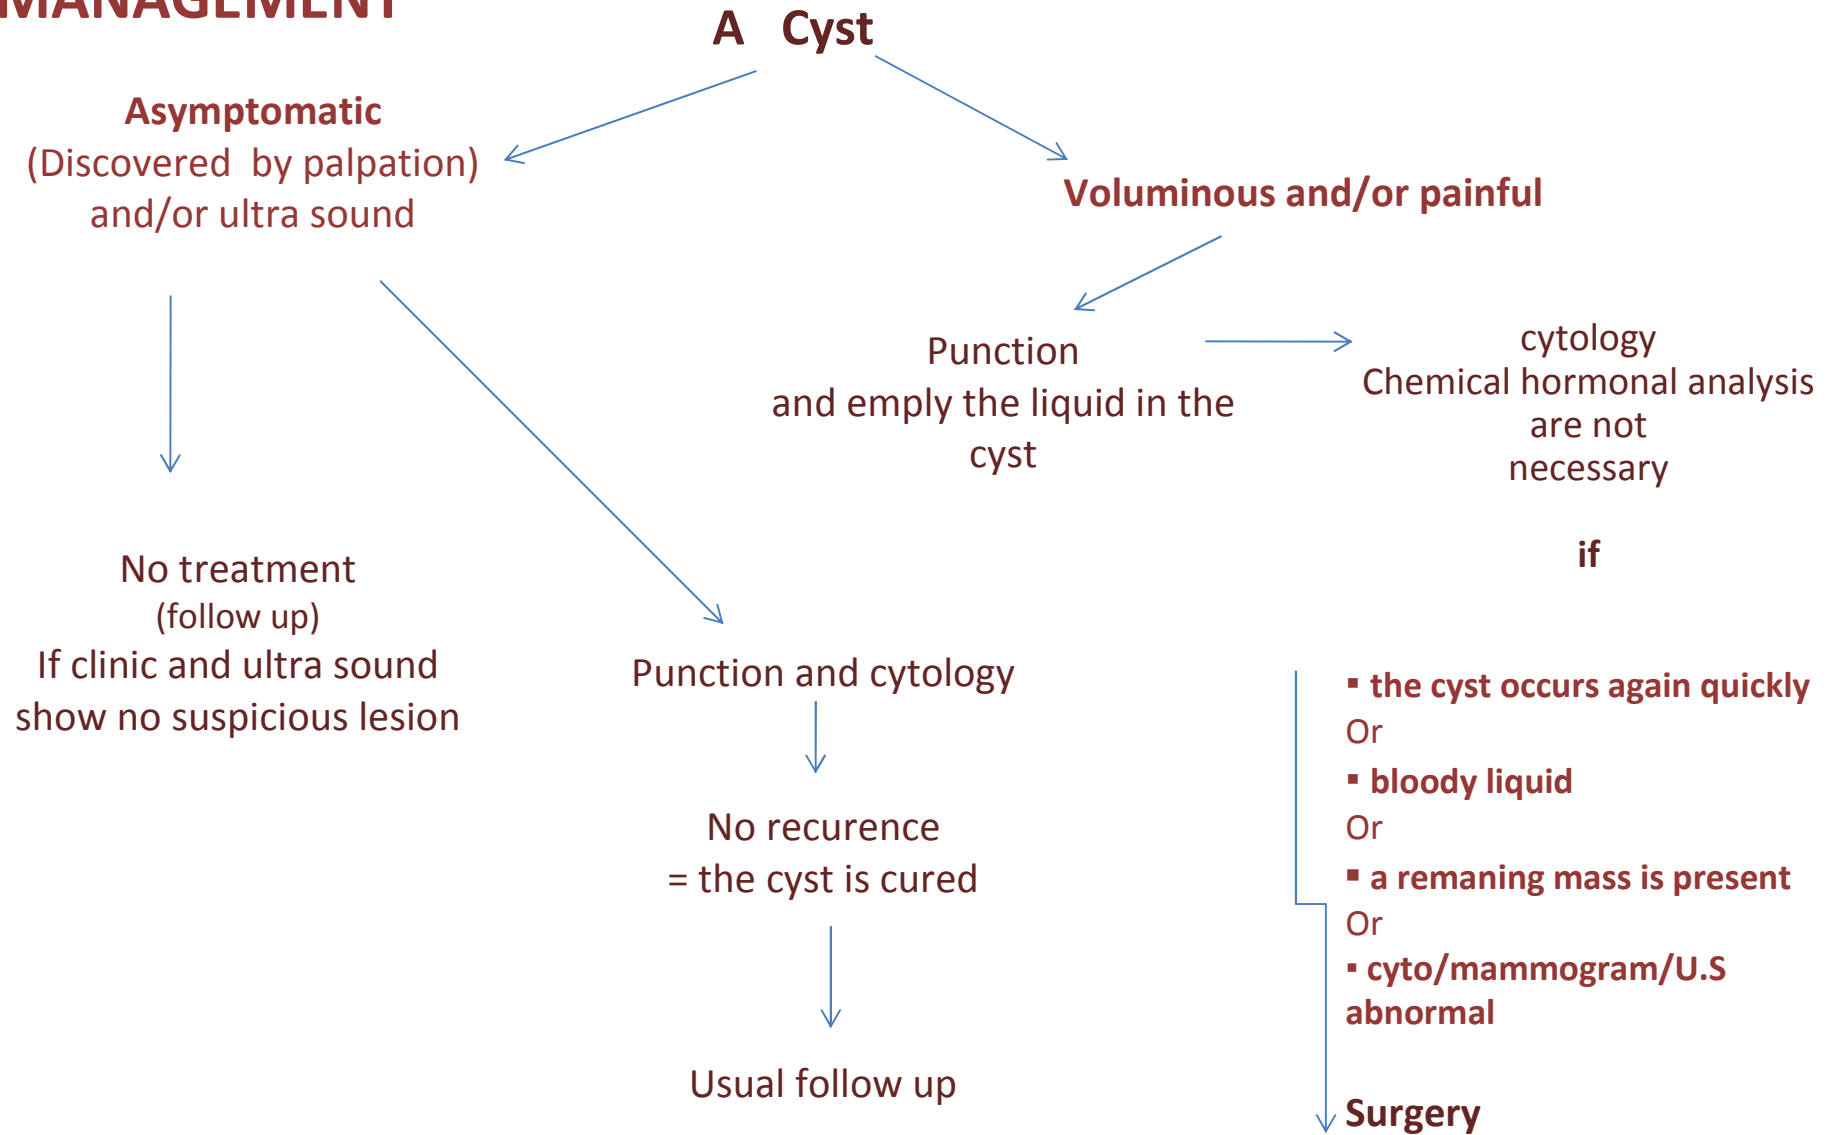 MANAGEMENT
A Cyst
Asymptomatic
(Discovered by palpation)
and/or ultra sound
Voluminous and/or painful
Punction
and emply the liquid in the
cyst
cytology
Chemical hormonal analysis
are not
necessary
if
No treatment
(follow up)
If clinic and ultra sound
show no suspicious lesion
Punction and cytology
No recurence
= the cyst is cured
Usual follow up
▪ the cyst occurs again quickly
Or
▪ bloody liquid
Or
▪ a remaning mass is present
Or
▪ cyto/mammogram/U.S
abnormal
Surgery